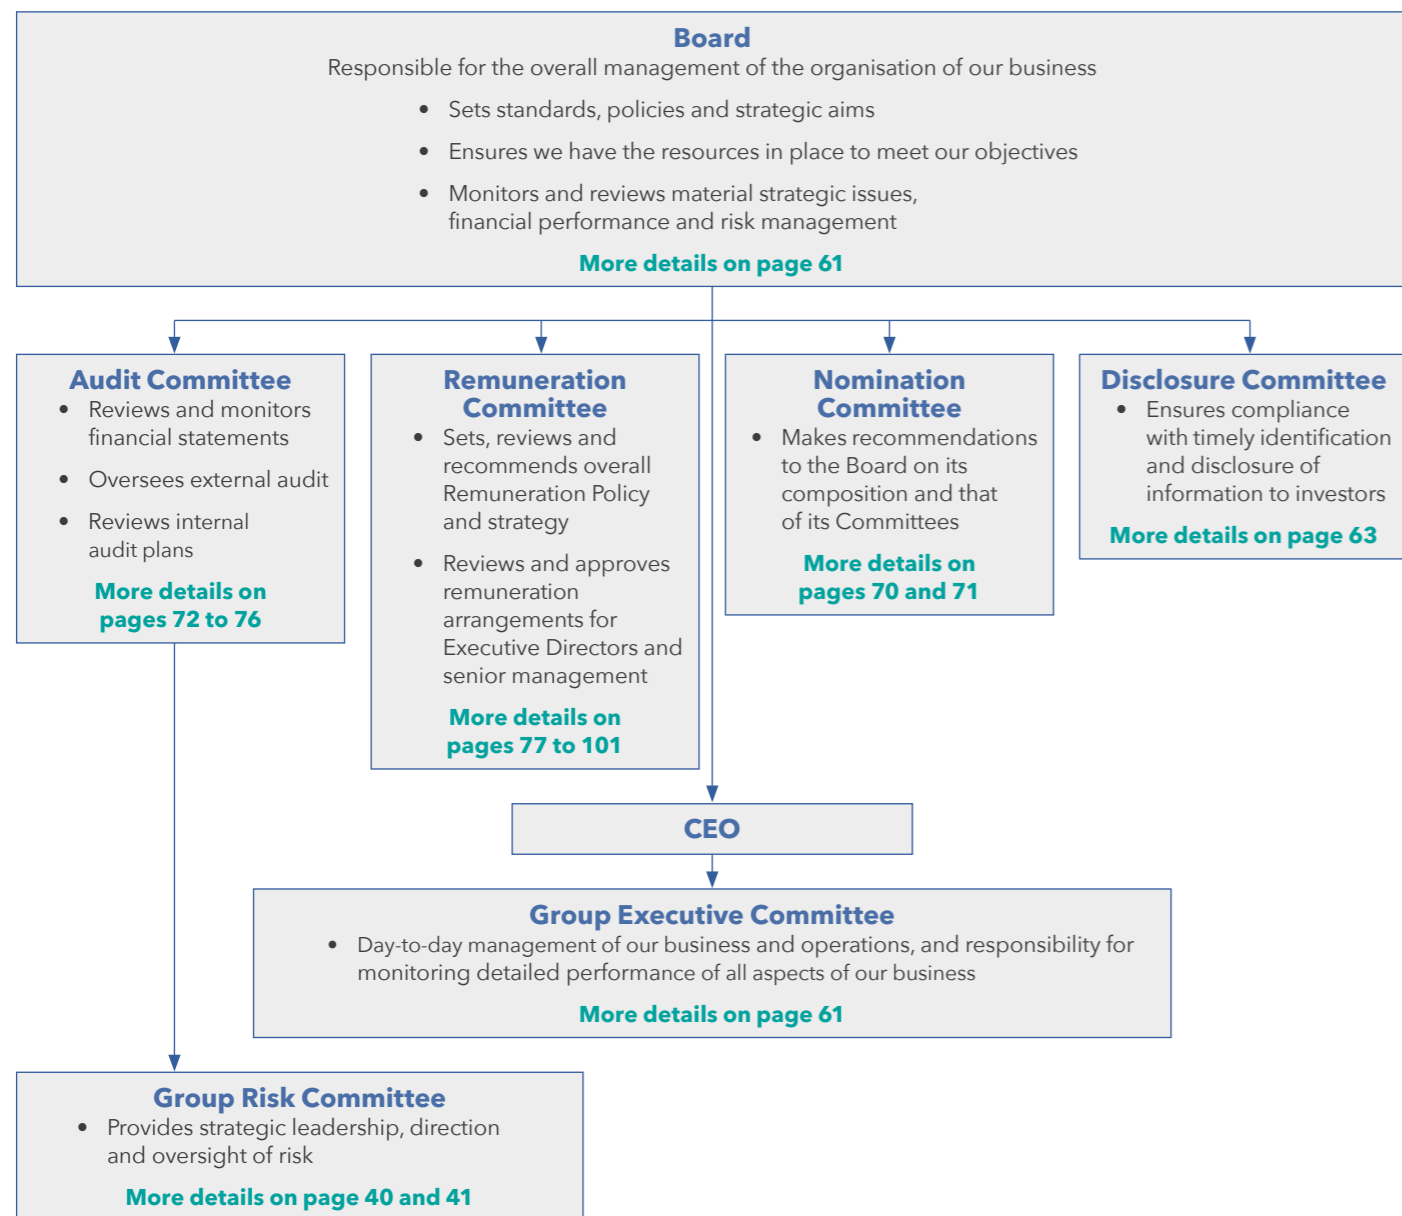 Board
Responsible for the overall management of the organisation of our business
• Sets standards, policies and strategic aims
• Ensures we have the resources in place to meet our objectives
• Monitors and reviews material strategic issues,
financial performance and risk management
More details on page 61
Audit Committee
• Reviews and monitors
financial statements
• Oversees external audit
• Reviews internal
audit plans
More details on
pages 72 to 76
Remuneration
Committee
• Sets, reviews and
recommends overall
Remuneration Policy
and strategy
• Reviews and approves
remuneration
arrangements for
Executive Directors and
senior management
More details on
pages 77 to 101
Nomination
Committee
• Makes recommendations
to the Board on its
composition and that
of its Committees
More details on
pages 70 and 71
Disclosure Committee
• Ensures compliance
with timely identification
and disclosure of
information to investors
More details on page 63
CEO
Group Executive Committee
• Day-to-day management of our business and operations, and responsibility for
monitoring detailed performance of all aspects of our business
More details on page 61
Group Risk Committee
• Provides strategic leadership, direction
and oversight of risk
More details on page 40 and 41